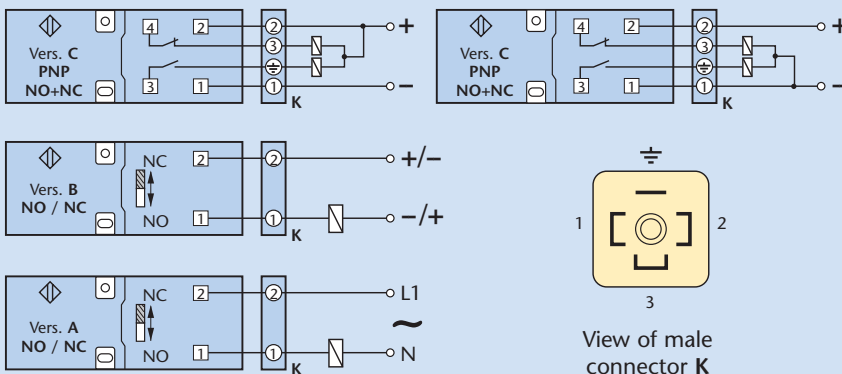 4 2 2 +
Vers. C 3
PNP
NO+NC 3 1 1 −
K
4 2 2 +
Vers. C 3
PNP
NO+NC 3 1 1 −
K
NC 2 2 +/−
Vers. B
NO / NC
NO 1 1 −/+
K
NC 2 2 L1
Vers. A ~
NO / NC
NO 1 1 N
K
1 2
3
View of male
connector K